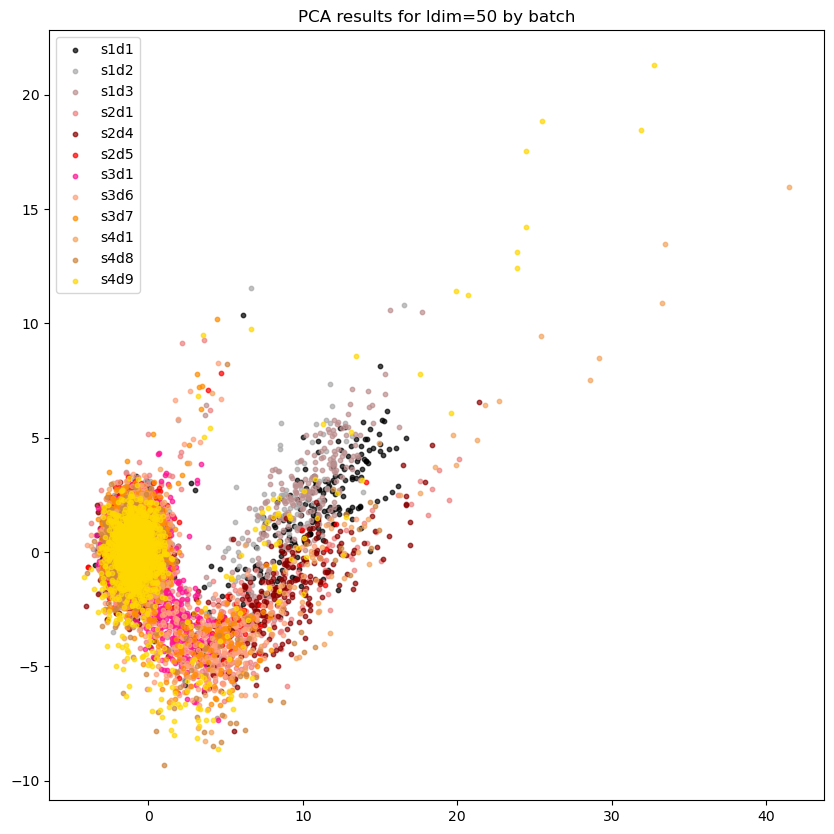 PCA results for ldim=50 by batch
s1d1
s1d2
s1d3
s2d1
s2d4
s2d5
s3d1
s3d6
s3d7
s4d1
s4d8
s4d9
20
15
10
5
0
−5
−10
0 10 20 30 40